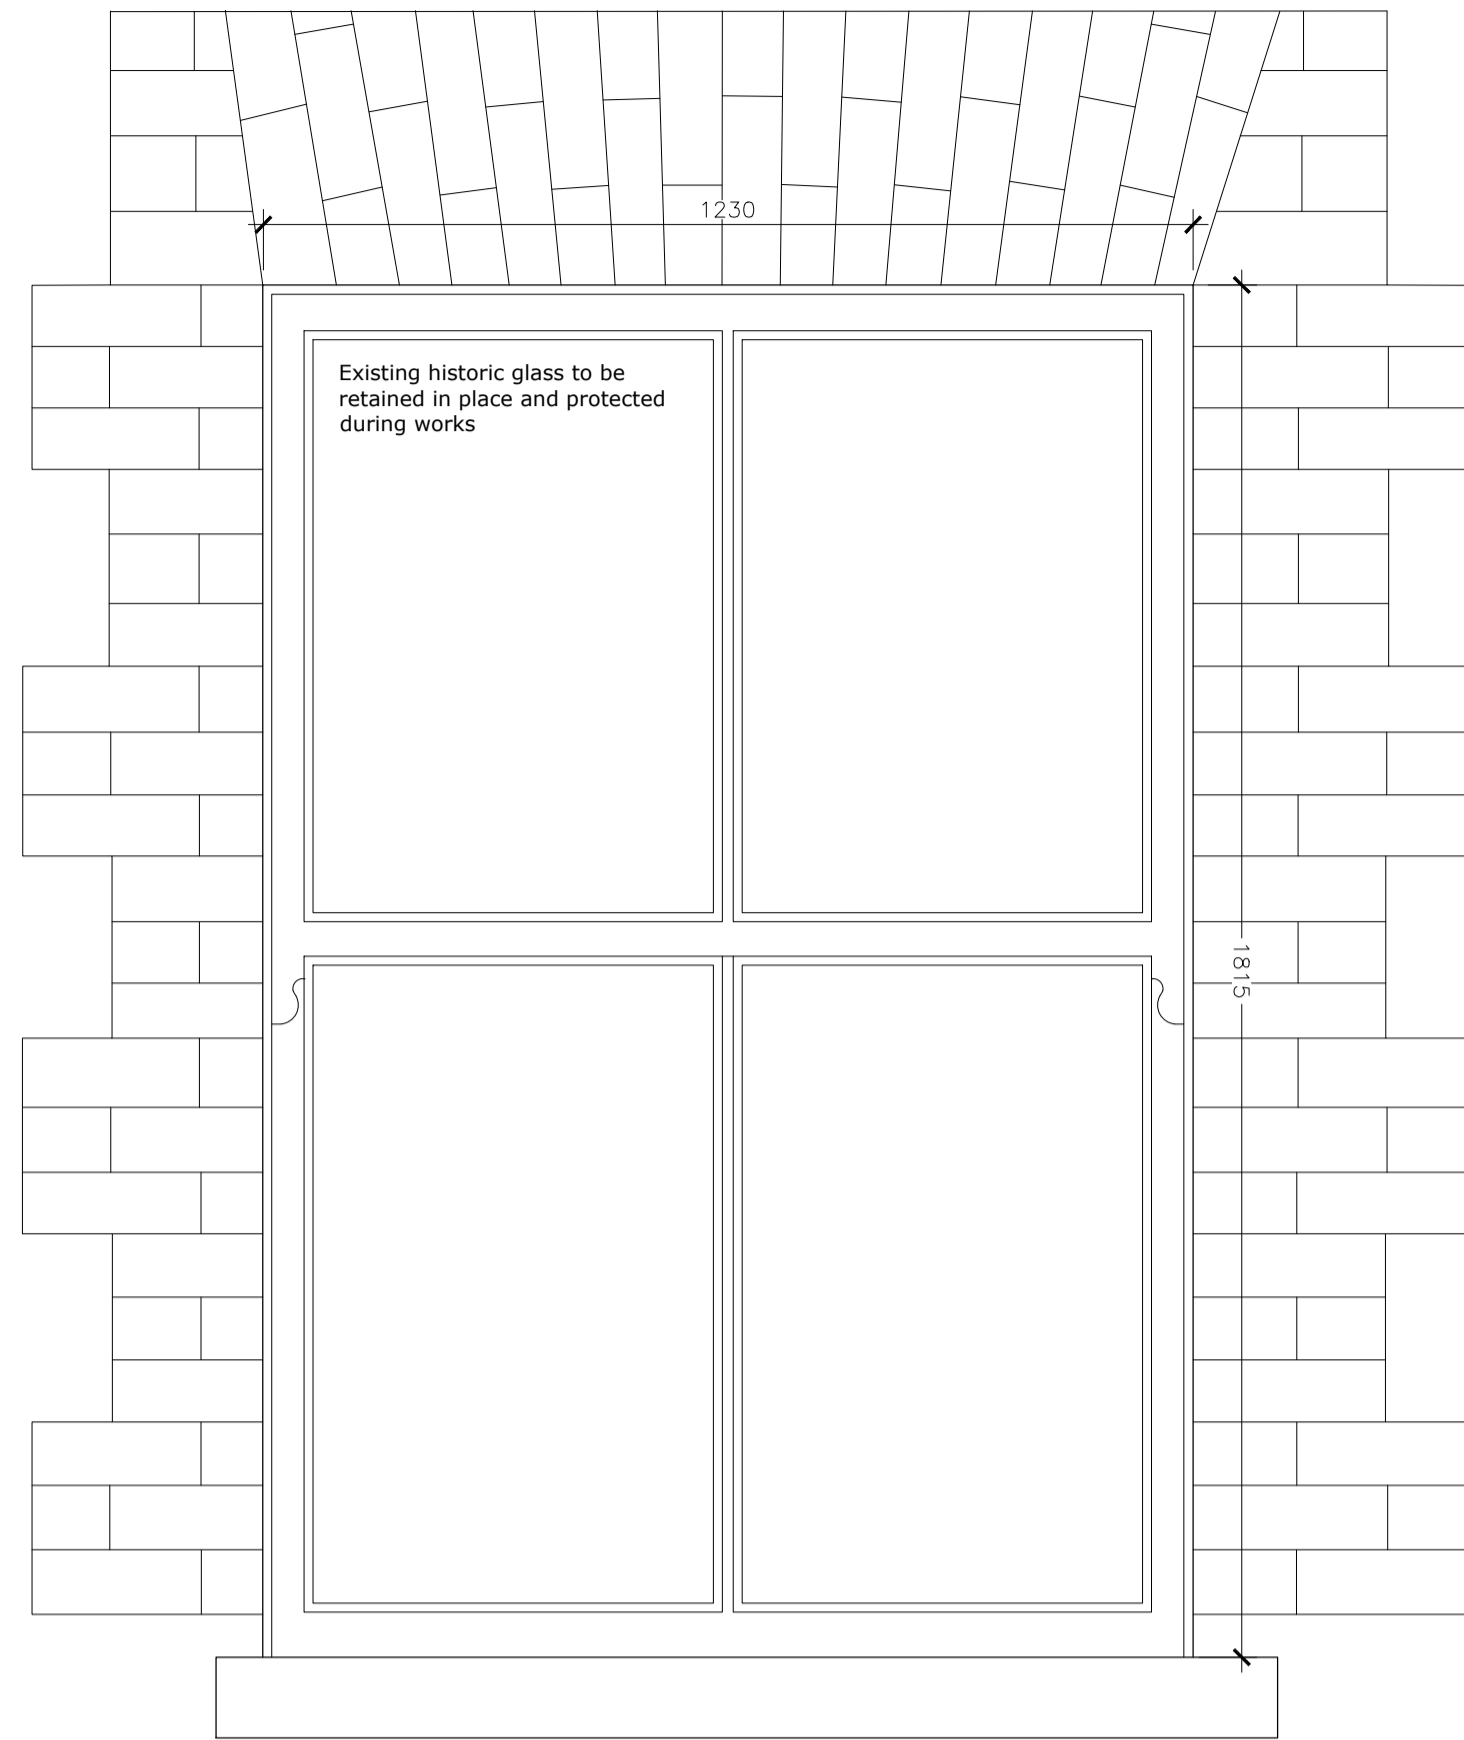 1230
Existing historic glass to be
retained in place and protected
during works
1815